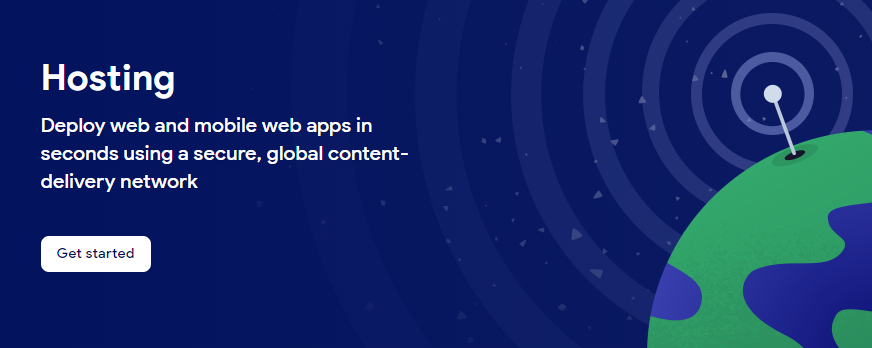 Hosting
Deploy web and mobile web apps in
seconds using a secure, global content-
delivery network
Get started